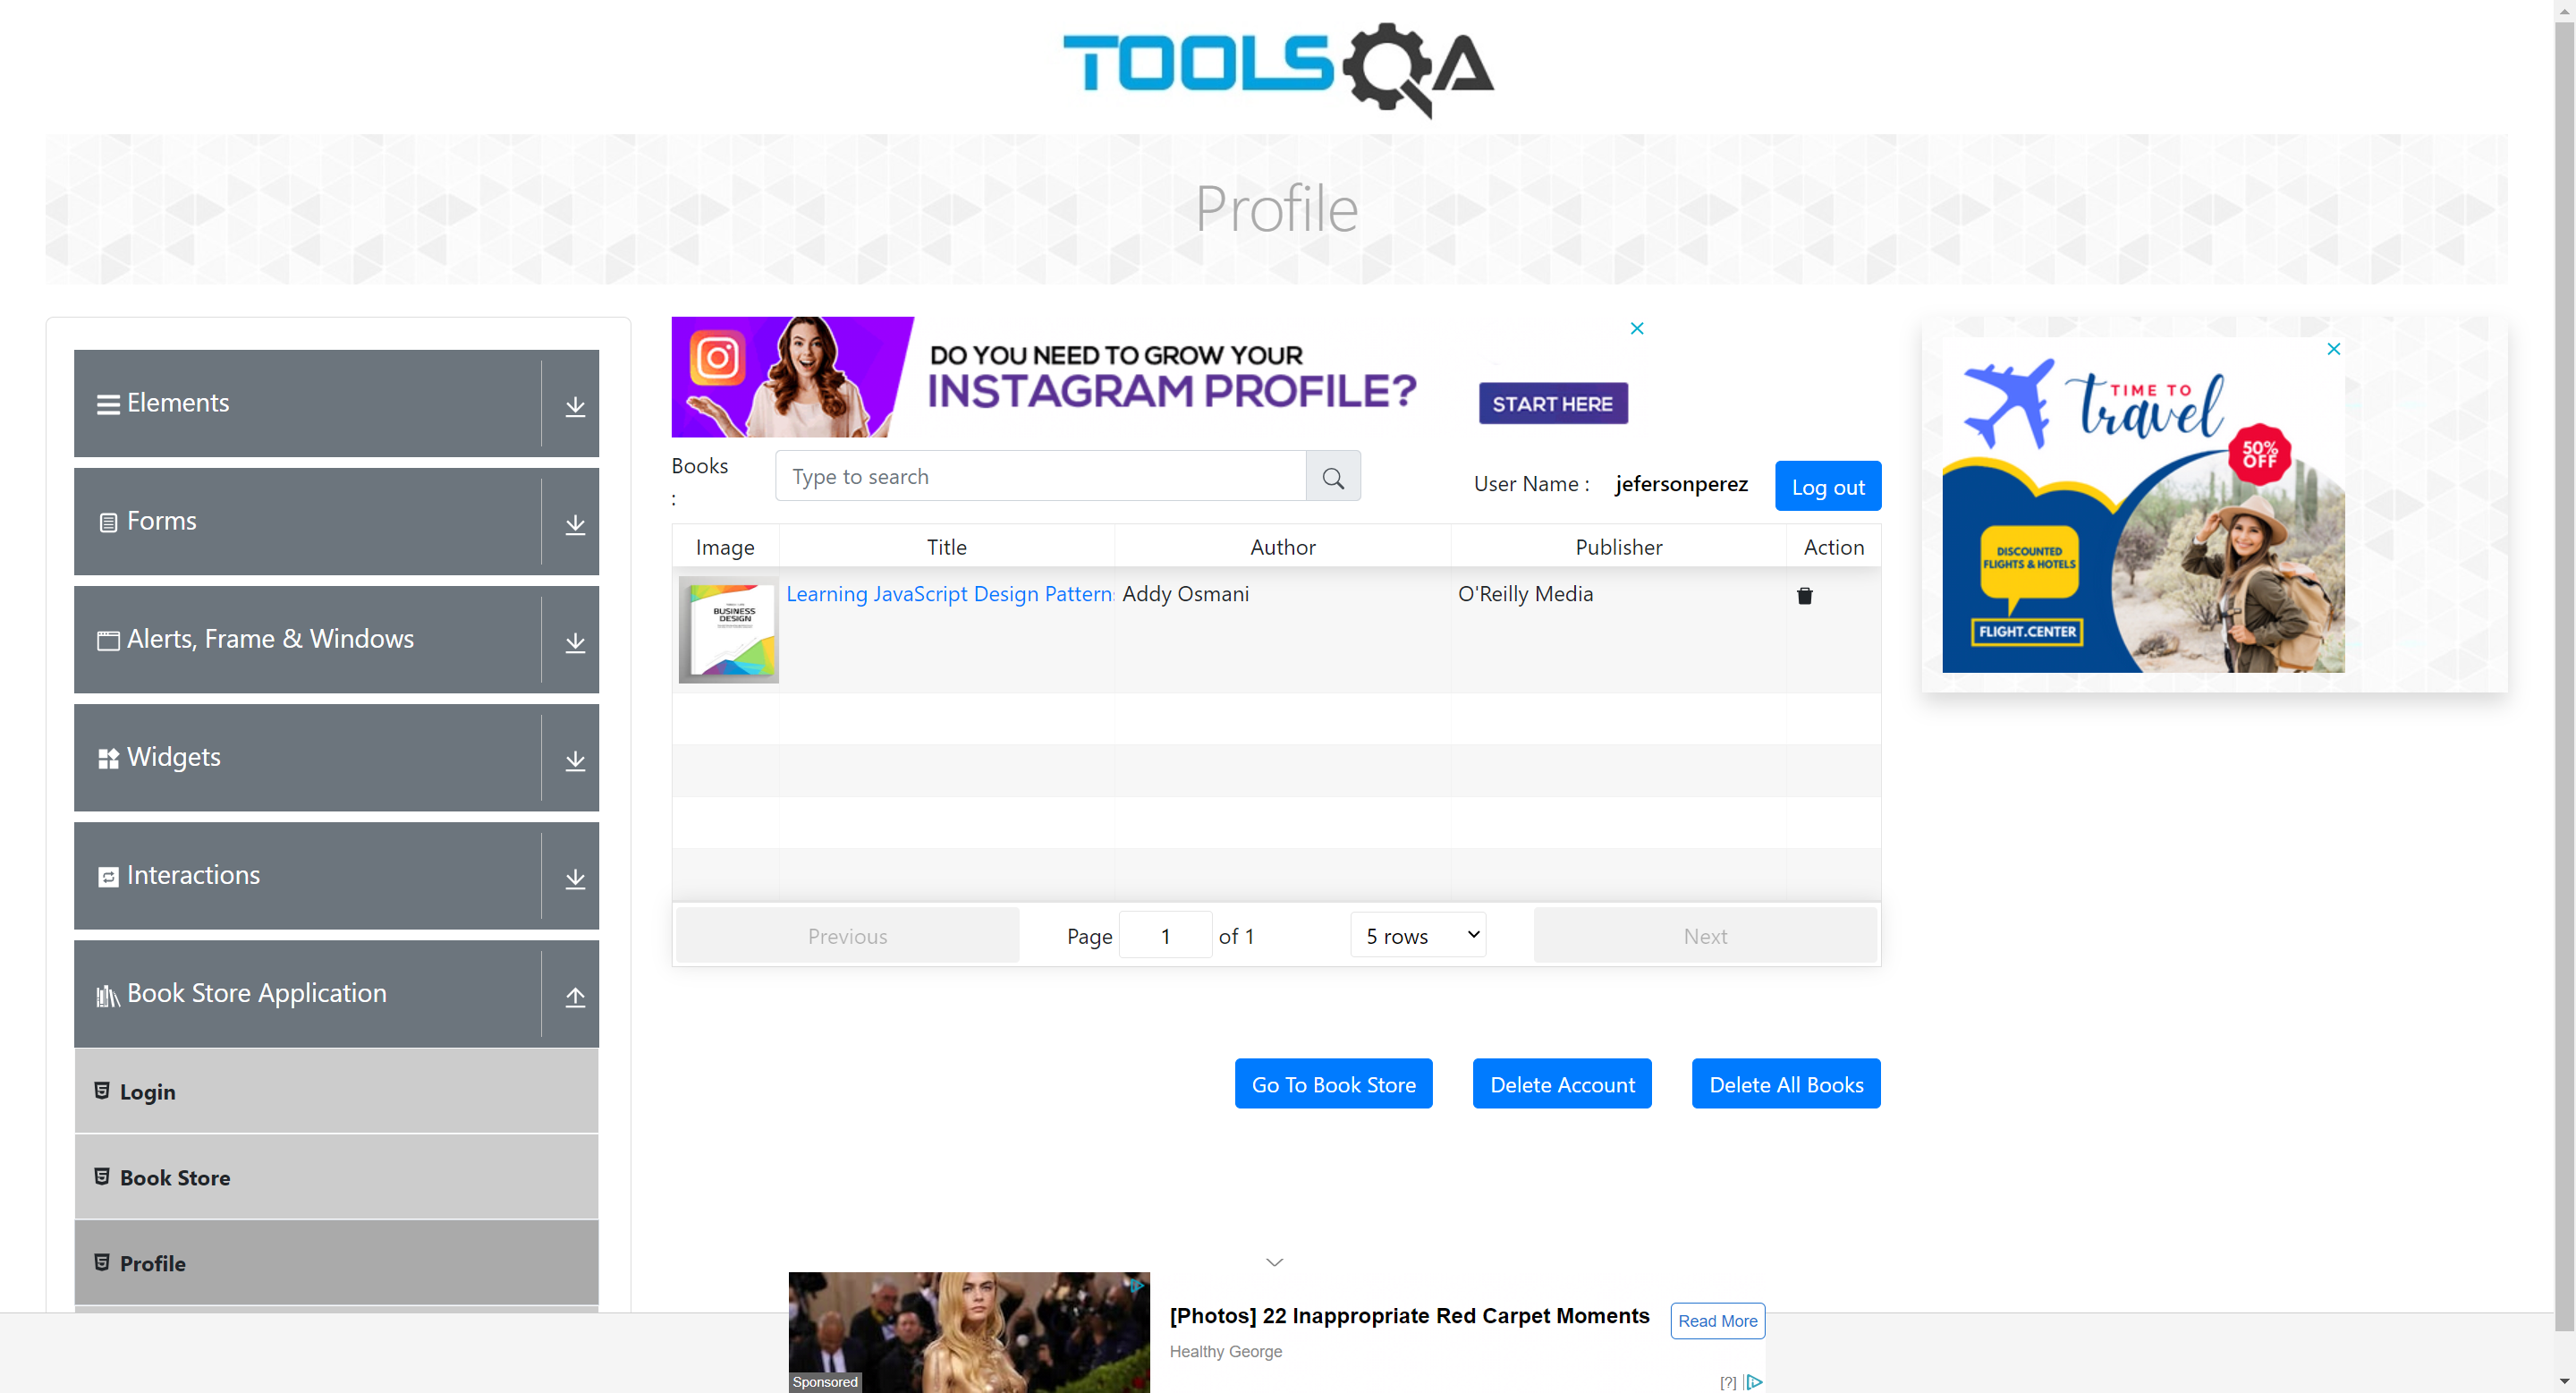 TOOLSQA
Profile
Elements
Forms
Alerts, Frame & Windows
Widgets
Interactions
Book Store Application
Login
Book Store
Profile
DO YOU NEED TO GROW YOUR
INSTAGRAM PROFILE?
START HERE
Books
:
Type to search
User Name :
jefersonperez
Log out
Image
Title
Author
Publisher
Action
BUSINESS
DESIGN
Learning JavaScript Design Pattern
Addy Osmani
O'Reilly Media
Previous
Page
1
of 1
5 rows
Next
Go To Book Store
Delete Account
Delete All Books
TIME TO
travel
50%
OFF
DISCOUNTED
FLIGHTS & HOTELS
FLIGHT.CENTER
[Photos] 22 Inappropriate Red Carpet Moments
Healthy George
Read More
Sponsored
[?]